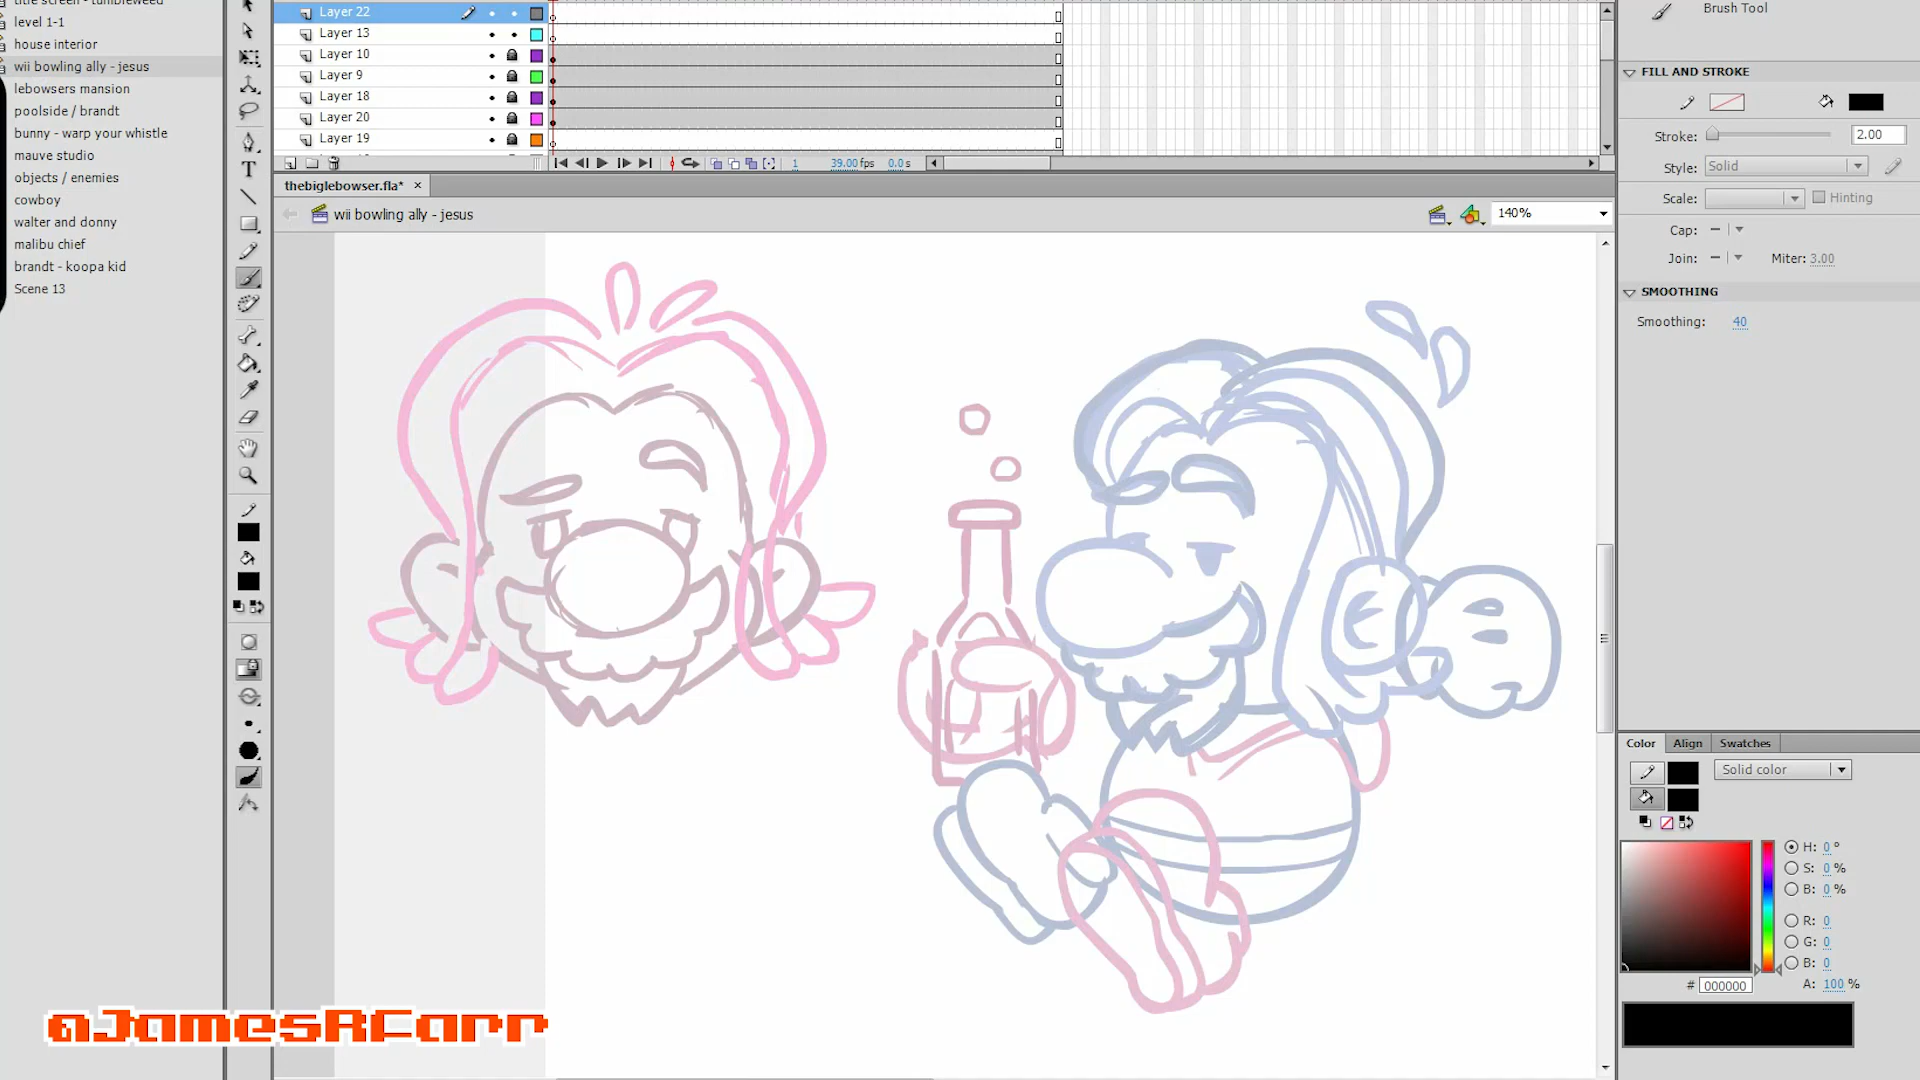 title screen - tumbleweed
level 1-1
house interior
wii bowling ally - jesus
lebowsers mansion
poolside / brandt
bunny - warp your whistle
mauve studio
objects / enemies
cowboy
walter and donny
malibu chief
brandt - koopa kid
Scene 13
Layer 22
Layer 13
Layer 10
Layer 9
Layer 18
Layer 20
Layer 19
1 39.00 fps 0.0 s
thebiglebowser.fla* ×
wii bowling ally - jesus
140%
T
Brush Tool
FILL AND STROKE
Stroke: 2.00
Style: Solid
Scale: Hinting
Cap:
Join: Miter: 3.00
SMOOTHING
Smoothing: 40
Color Align Swatches
Solid color
H: 0 °
S: 0 %
B: 0 %
R: 0
G: 0
B: 0
A: 100 %
# 000000
@JamesRCarr